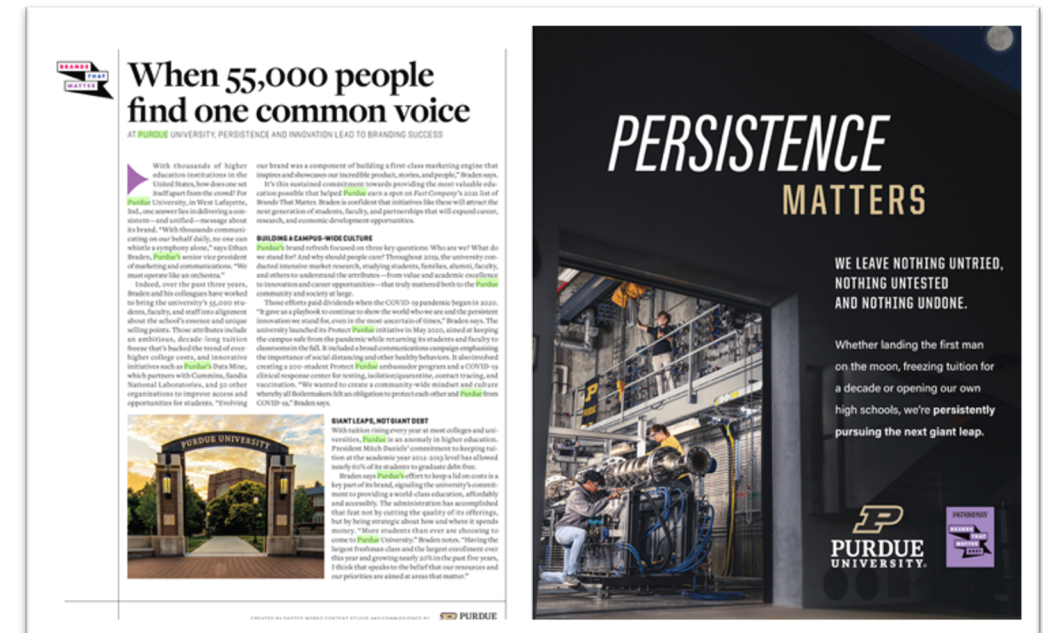 BRANDS
THAT
MATTER
When 55,000 people
find one common voice
AT PURDUE UNIVERSITY, PERSISTENCE AND INNOVATION LEAD TO BRANDING SUCCESS
With thousands of higher
education institutions in the
United States, how does one set
itself apart from the crowd? For
Purdue University, in West Lafayette,
Ind., one answer lies in delivering a con-
sistent—and unified—message about
its brand. “With thousands communi-
cating on our behalf daily, no one can
whistle a symphony alone,” says Ethan
Braden, Purdue’s senior vice president
of marketing and communications. “We
must operate like an orchestra.”
Indeed, over the past three years,
Braden and his colleagues have worked
to bring the university’s 55,000 stu-
dents, faculty, and staff into alignment
about the school’s essence and unique
selling points. Those attributes include
an ambitious, decade-long tuition
freeze that’s bucked the trend of ever-
higher college costs, and innovative
initiatives such as Purdue’s Data Mine,
which partners with Cummins, Sandia
National Laboratories, and 30 other
organizations to improve access and
opportunities for students. “Evolving
our brand was a component of building a first-class marketing engine that
inspires and showcases our incredible product, stories, and people,” Braden says.
It’s this sustained commitment towards providing the most valuable edu-
cation possible that helped Purdue earn a spot on Fast Company’s 2021 list of
Brands That Matter. Braden is confident that initiatives like these will attract the
next generation of students, faculty, and partnerships that will expand career,
research, and economic development opportunities.
BUILDING A CAMPUS-WIDE CULTURE
Purdue’s brand refresh focused on three key questions: Who are we? What do
we stand for? And why should people care? Throughout 2019, the university con-
ducted intensive market research, studying students, families, alumni, faculty,
and others to understand the attributes—from value and academic excellence
to innovation and career opportunities—that truly mattered both to the Purdue
community and society at large.
Those efforts paid dividends when the COVID-19 pandemic began in 2020.
“It gave us a playbook to continue to show the world who we are and the persistent
innovation we stand for, even in the most uncertain of times,” Braden says. The
university launched its Protect Purdue initiative in May 2020, aimed at keeping
the campus safe from the pandemic while returning its students and faculty to
classrooms in the fall. It included a broad communications campaign emphasising
the importance of social distancing and other healthy behaviors. It also involved
creating a 200-student Protect Purdue ambassador program and a COVID-19
clinical response center for testing, isolation/quarantine, contact tracing, and
vaccination. “We wanted to create a community-wide mindset and culture
whereby all Boilermakers felt an obligation to protect each other and Purdue from
COVID-19,” Braden says.
PURDUE UNIVERSITY
GIANT LEAPS, NOT GIANT DEBT
With tuition rising every year at most colleges and uni-
versities, Purdue is an anomaly in higher education.
President Mitch Daniels’ commitment to keeping tui-
tion at the academic year 2012-2013 level has allowed
nearly 60% of its students to graduate debt-free.
Braden says Purdue’s effort to keep a lid on costs is a
key part of its brand, signaling the university’s commit-
ment to providing a world-class education, affordably
and accessibly. The administration has accomplished
that feat not by cutting the quality of its offerings,
but by being strategic about how and where it spends
money. “More students than ever are choosing to
come to Purdue University,” Braden notes. “Having the
largest freshman class and the largest enrollment ever
this year and growing nearly 20% in the past five years,
I think that speaks to the belief that our resources and
our priorities are aimed at areas that matter.”
CREATED BY FASTCO WORKS CONTENT STUDIO AND COMMISSIONED BY
PURDUE
PERSISTENCE
MATTERS
WE LEAVE NOTHING UNTRIED,
NOTHING UNTESTED
AND NOTHING UNDONE.
Whether landing the first man
on the moon, freezing tuition for
a decade or opening our own
high schools, we’re persistently
pursuing the next giant leap.
P
PURDUE
UNIVERSITY®
FAST COMPANY
BRANDS
THAT
MATTER
2021